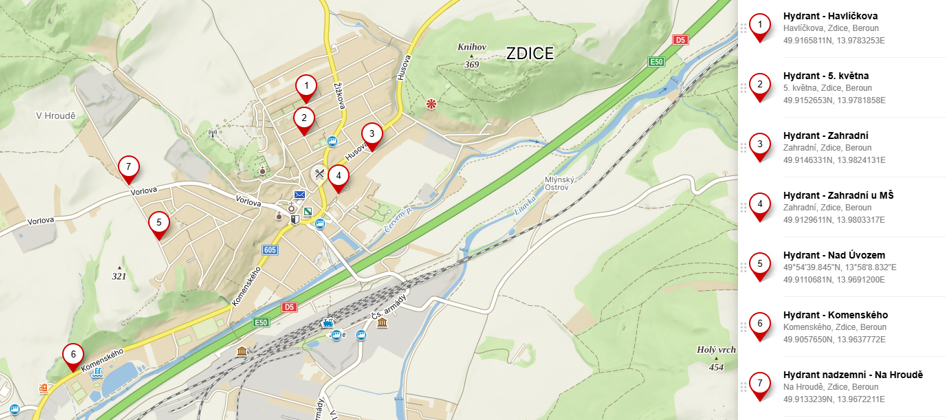 Knihov
369
ZDICE
D5
E50
Husova
Žižkova
V Hroudě
1
2
3
Husova
4
7
Vorlova
Vorlova
Vorlova
5
Mlýnský
Ostrov
Červený p.
Litavka
605
321
Komenského
D5
E50
Čs. armády
6
Komenského
Holý vrch
454
1
Hydrant - Havlíčkova
Havlíčkova, Zdice, Beroun
49.9165811N, 13.9783253E
2
Hydrant - 5. května
5. května, Zdice, Beroun
49.9152653N, 13.9781858E
3
Hydrant - Zahradní
Zahradní, Zdice, Beroun
49.9146331N, 13.9824131E
4
Hydrant - Zahradní u MŠ
Zahradní, Zdice, Beroun
49.9129611N, 13.9803317E
5
Hydrant - Nad Úvozem
49°54'39.845"N, 13°58'8.832"E
49.9110681N, 13.9691200E
6
Hydrant - Komenského
Komenského, Zdice, Beroun
49.9057650N, 13.9637772E
7
Hydrant nadzemní - Na Hroudě
Na Hroudě, Zdice, Beroun
49.9133239N, 13.9672211E